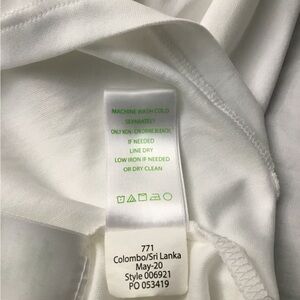 MACHINE WASH COLD
SEPARATELY
ONLY NON-CHLORINE BLEACH,
IF NEEDED
LINE DRY
LOW IRON IF NEEDED
OR DRY CLEAN
771
Colombo/Sri Lanka
May-20
Style 006921
PO 053419